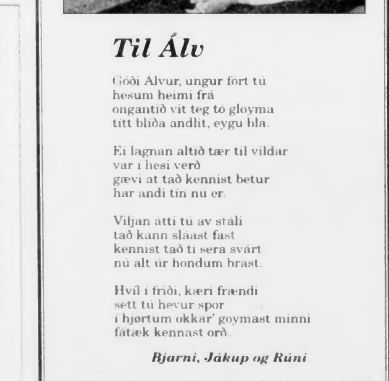 Til Álv
Góði Álvur, ungur fórt tú
hesum heimi frá
ongantíð vit teg tó gloyma
títt blíða andlit, eygu blá.
Ei lagnan altíð tær til vildar
var í hesi verð
gævi at tað kennist betur
har andi tín nú er.
Viljan átti tú av stáli
tað kann sláast fast
kennist tað tí sera svárt
nú alt úr hondum brast.
Hvíl í friði, kæri frændi
sett tú hevur spor
í hjørtum okkar' goymast minni
fátæk kennast orð.
Bjarni, Jákup og Rúni